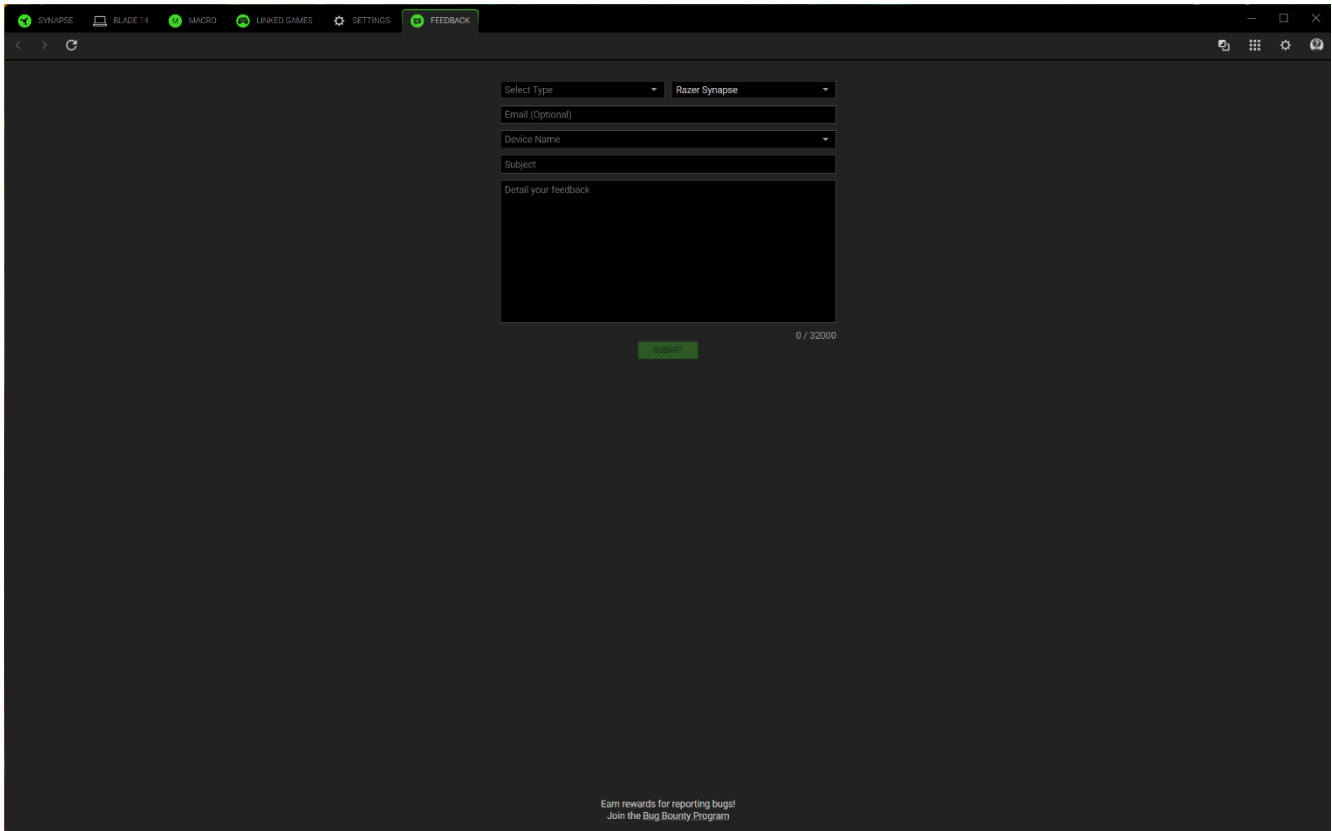 SYNAPSE BLADE 14 MACRO LINKED GAMES SETTINGS FEEDBACK
Select Type Razer Synapse
Email (Optional)
Device Name
Subject
Detail your feedback
0 / 32000
SUBMIT
Earn rewards for reporting bugs!
Join the Bug Bounty Program